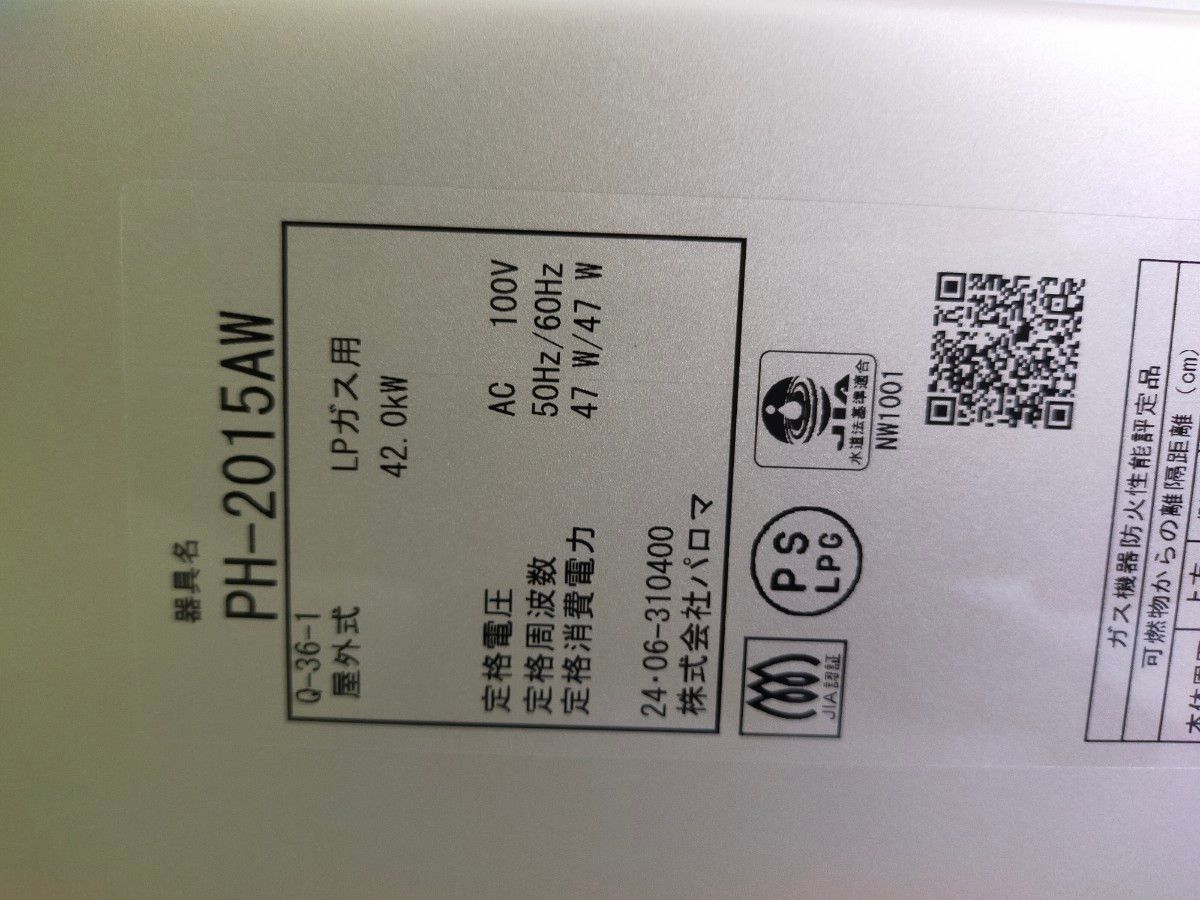 器具名
PH-2015AW
Q-36-1
屋外式 LPガス用
42.0kW
定格電圧 AC 100V
定格周波数 50Hz/60Hz
定格消費電力 47 W/47 W
24・06-310400
株式会社パロマ
JIA認証
PS
LPG
JIA
水道法基準適合
NW1001
ガス機器防火性能評定品
可燃物からの離隔距離 (cm)